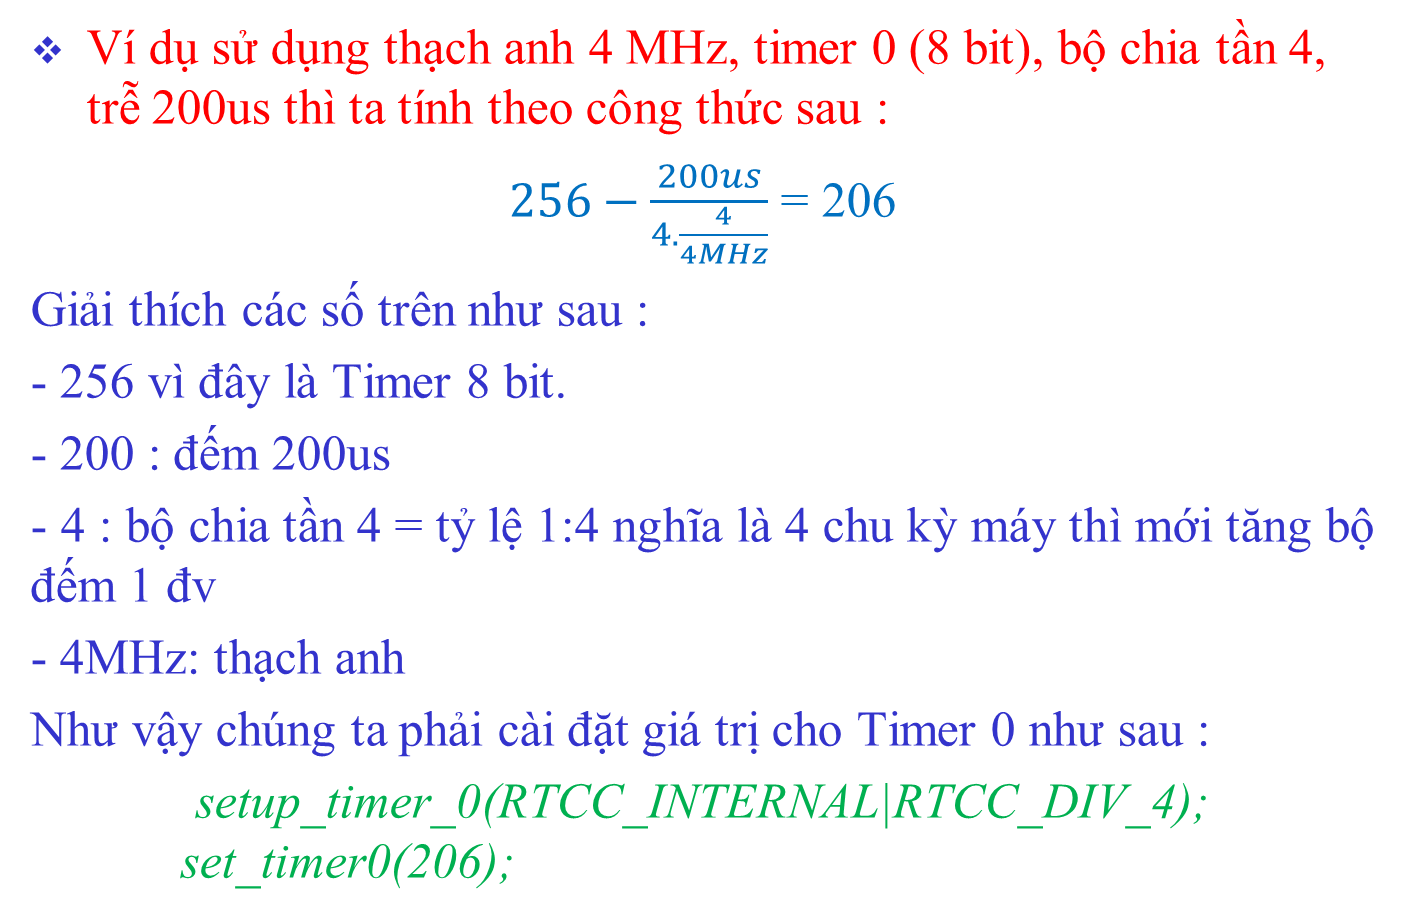 ❖ Ví dụ sử dụng thạch anh 4 MHz, timer 0 (8 bit), bộ chia tần 4,
trễ 200us thì ta tính theo công thức sau :
256 − 200us / (4. 4/4MHz) = 206
Giải thích các số trên như sau :
- 256 vì đây là Timer 8 bit.
- 200 : đếm 200us
- 4 : bộ chia tần 4 = tỷ lệ 1:4 nghĩa là 4 chu kỳ máy thì mới tăng bộ
đếm 1 đv
- 4MHz: thạch anh
Như vậy chúng ta phải cài đặt giá trị cho Timer 0 như sau :
setup_timer_0(RTCC_INTERNAL|RTCC_DIV_4);
set_timer0(206);